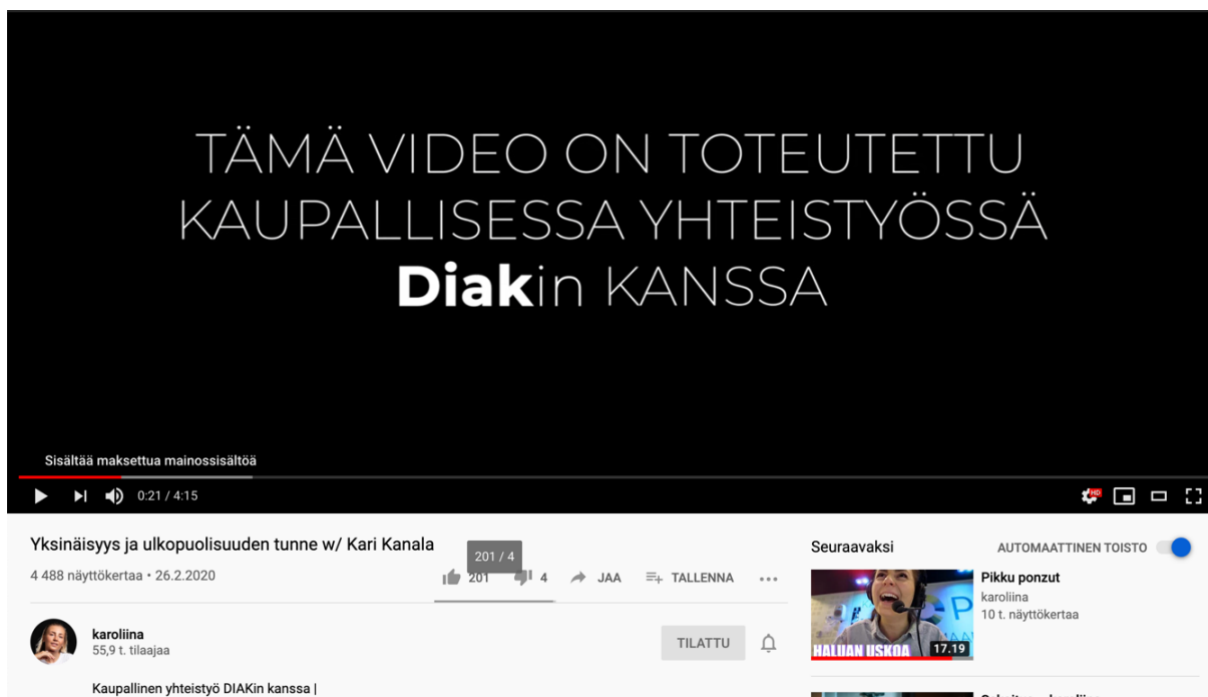 TÄMÄ VIDEO ON TOTEUTETTU
KAUPALLISESSA YHTEISTYÖSSÄ
Diakin KANSSA
Sisältää maksettua mainossisältöä
0:21 / 4:15
HD
Yksinäisyys ja ulkopuolisuuden tunne w/ Kari Kanala
4 488 näyttökertaa • 26.2.2020
201 / 4
201
4
JAA
TALLENNA
karoliina
55,9 t. tilaajaa
TILATTU
Kaupallinen yhteistyö DIAKin kanssa |
Seuraavaksi
AUTOMAATTINEN TOISTO
HALUAN USKOA
17.19
Pikku ponzut
karoliina
10 t. näyttökertaa